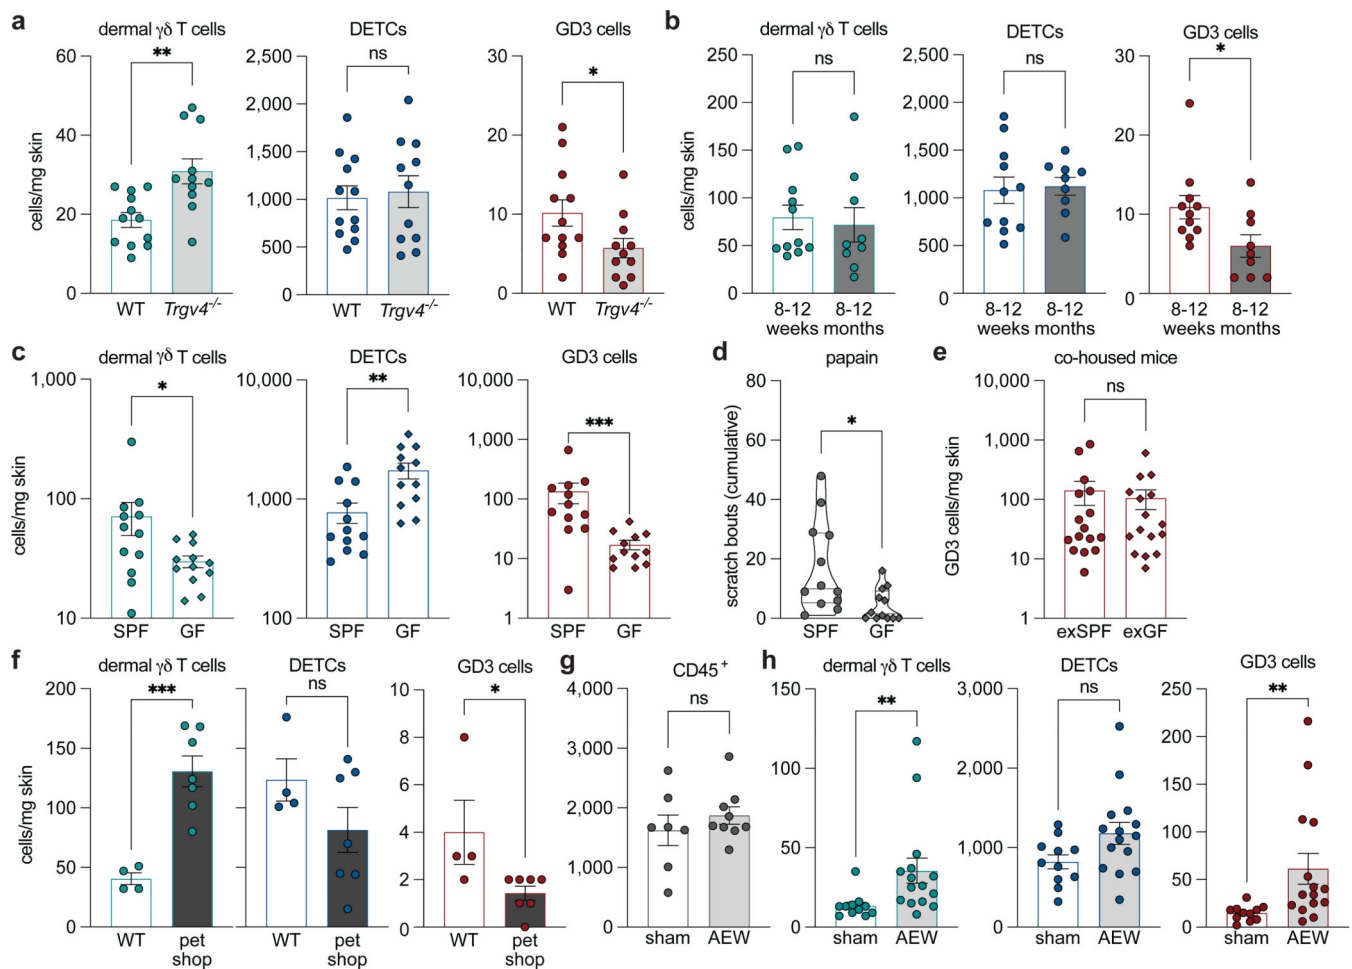 a
dermal γδ T cells
DETCs
GD3 cells
cells/mg skin
60
40
20
0
**
WT
Trgv4-/-
2,500
2,000
1,500
1,000
500
0
ns
WT
Trgv4-/-
30
20
10
0
*
WT
Trgv4-/-
b
dermal γδ T cells
DETCs
GD3 cells
cells/mg skin
250
200
150
100
50
0
ns
8-12 8-12
weeks months
2,500
2,000
1,500
1,000
500
0
ns
8-12 8-12
weeks months
30
20
10
0
*
8-12 8-12
weeks months
c
dermal γδ T cells
DETCs
GD3 cells
cells/mg skin
1,000
100
10
*
SPF GF
10,000
1,000
100
**
SPF GF
10,000
1,000
100
10
1
***
SPF GF
d
papain
scratch bouts (cumulative)
80
60
40
20
0
*
SPF GF
e
co-housed mice
GD3 cells/mg skin
10,000
1,000
100
10
1
ns
exSPF exGF
f
dermal γδ T cells
DETCs
GD3 cells
cells/mg skin
200
150
100
50
0
***
WT pet
shop
ns
WT pet
shop
10
8
6
4
2
0
*
WT pet
shop
g
CD45+
4,000
3,000
2,000
1,000
0
ns
sham AEW
h
dermal γδ T cells
DETCs
GD3 cells
150
100
50
0
**
sham AEW
3,000
2,000
1,000
0
ns
sham AEW
250
200
150
100
50
0
**
sham AEW